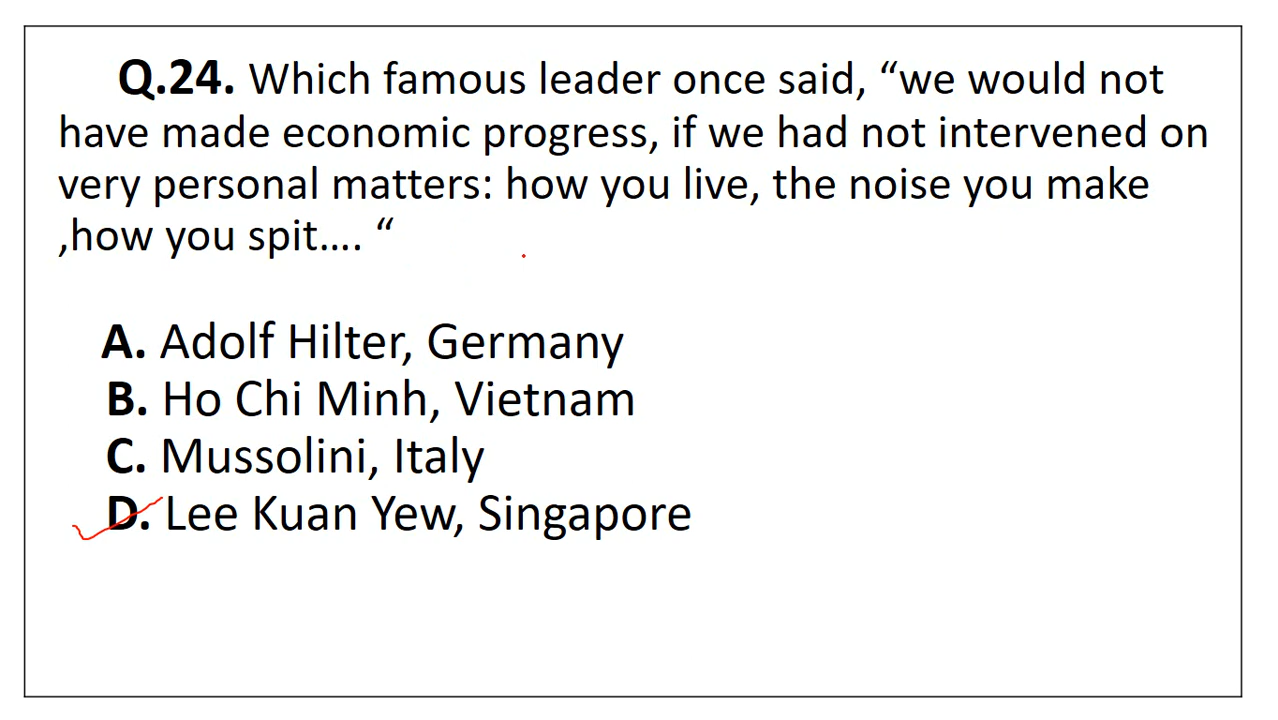 Q.24. Which famous leader once said, “we would not
have made economic progress, if we had not intervened on
very personal matters: how you live, the noise you make
,how you spit…. “
A. Adolf Hilter, Germany
B. Ho Chi Minh, Vietnam
C. Mussolini, Italy
D. Lee Kuan Yew, Singapore